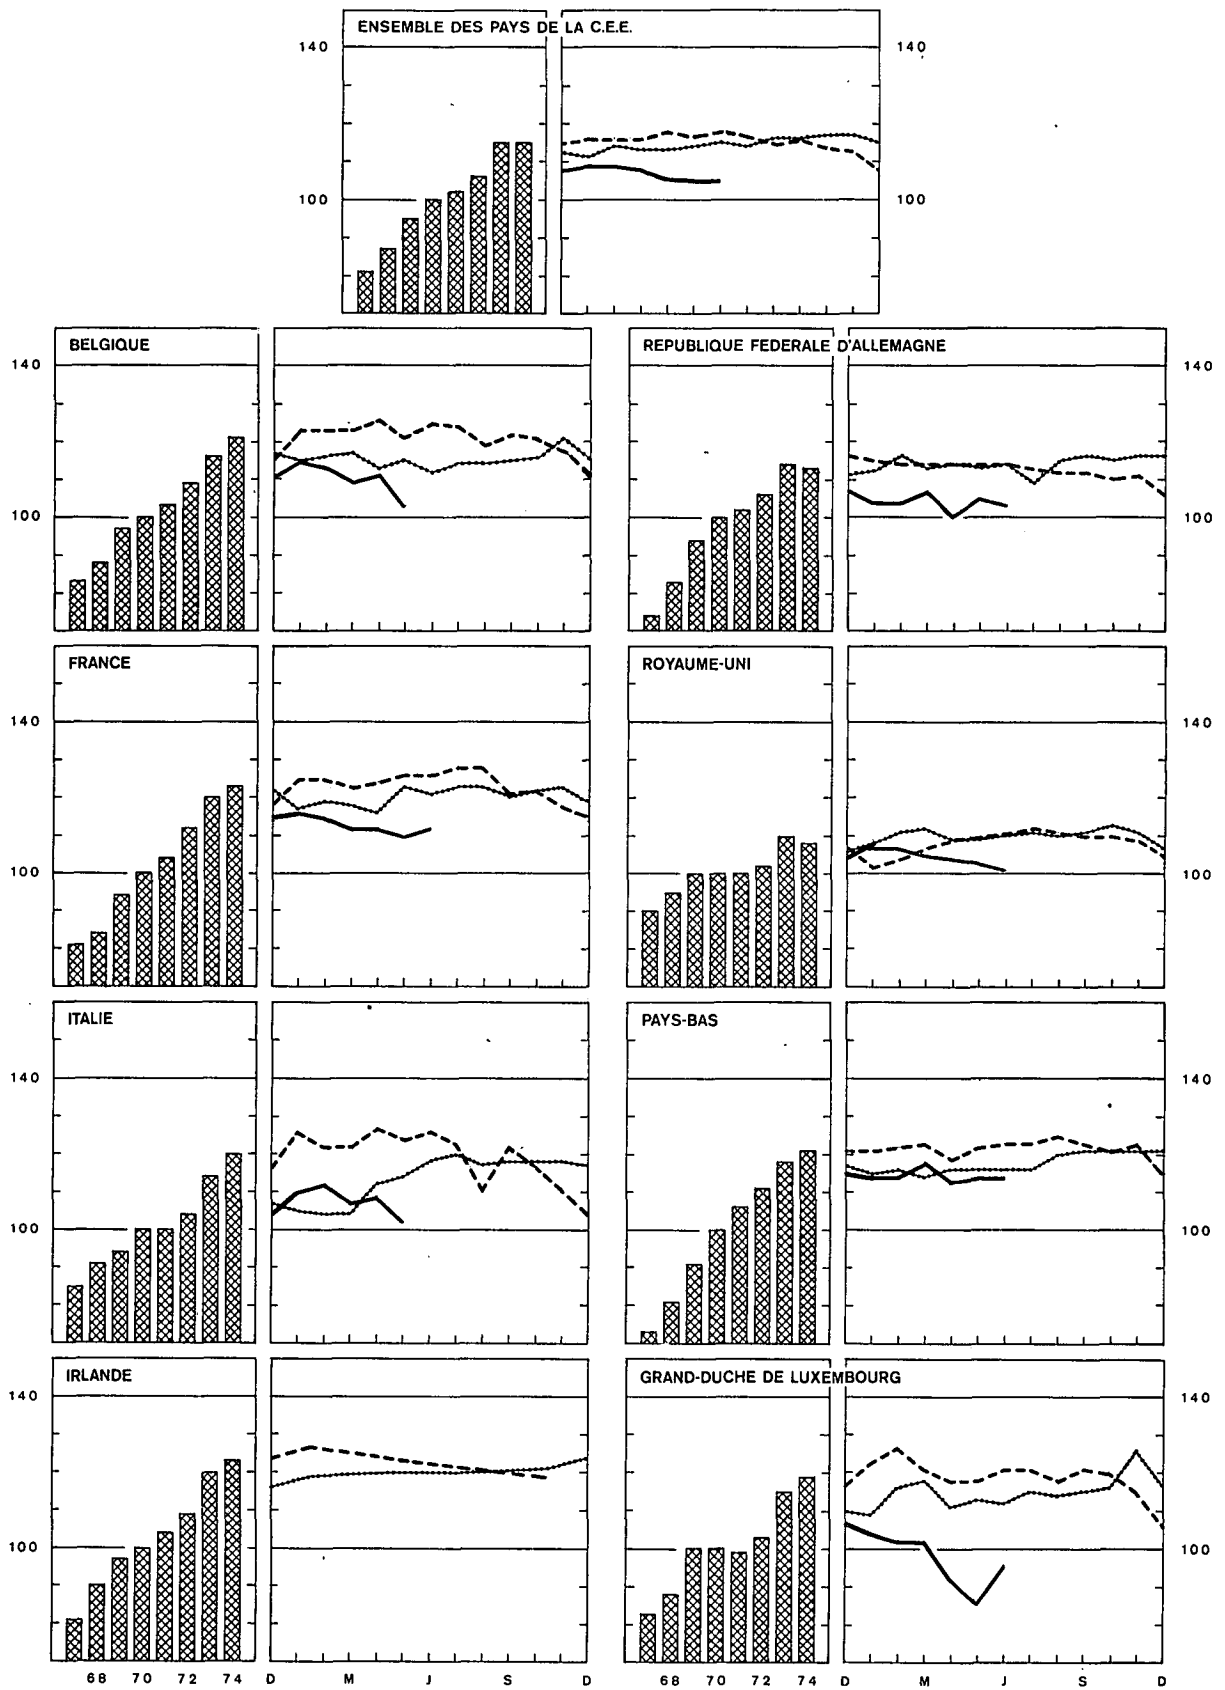 ENSEMBLE DES PAYS DE LA C.E.E.
140 140
100 100
BELGIQUE REPUBLIQUE FEDERALE D'ALLEMAGNE
140 140
100 100
FRANCE ROYAUME-UNI
140 140
100 100
ITALIE PAYS-BAS
140 140
100 100
IRLANDE GRAND-DUCHE DE LUXEMBOURG
140 140
100 100
68 70 72 74 D M J S D 68 70 72 74 D M J S D